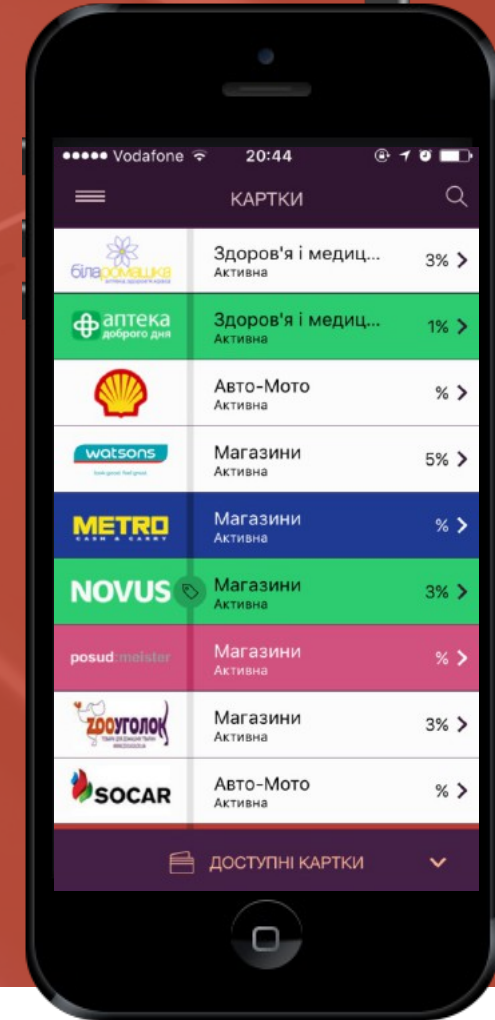 Vodafone 20:44
КАРТКИ
біларомашка
Здоров'я і медиц...
Активна
3%
аптека
доброго дня
Здоров'я і медиц...
Активна
1%
Авто-Мото
Активна
%
watsons
Магазини
Активна
5%
METRO
CASH & CARRY
Магазини
Активна
%
NOVUS
Магазини
Активна
3%
posud:meister
Магазини
Активна
%
ZOOУГОЛОК
Магазини
Активна
3%
SOCAR
Авто-Мото
Активна
%
ДОСТУПНІ КАРТКИ